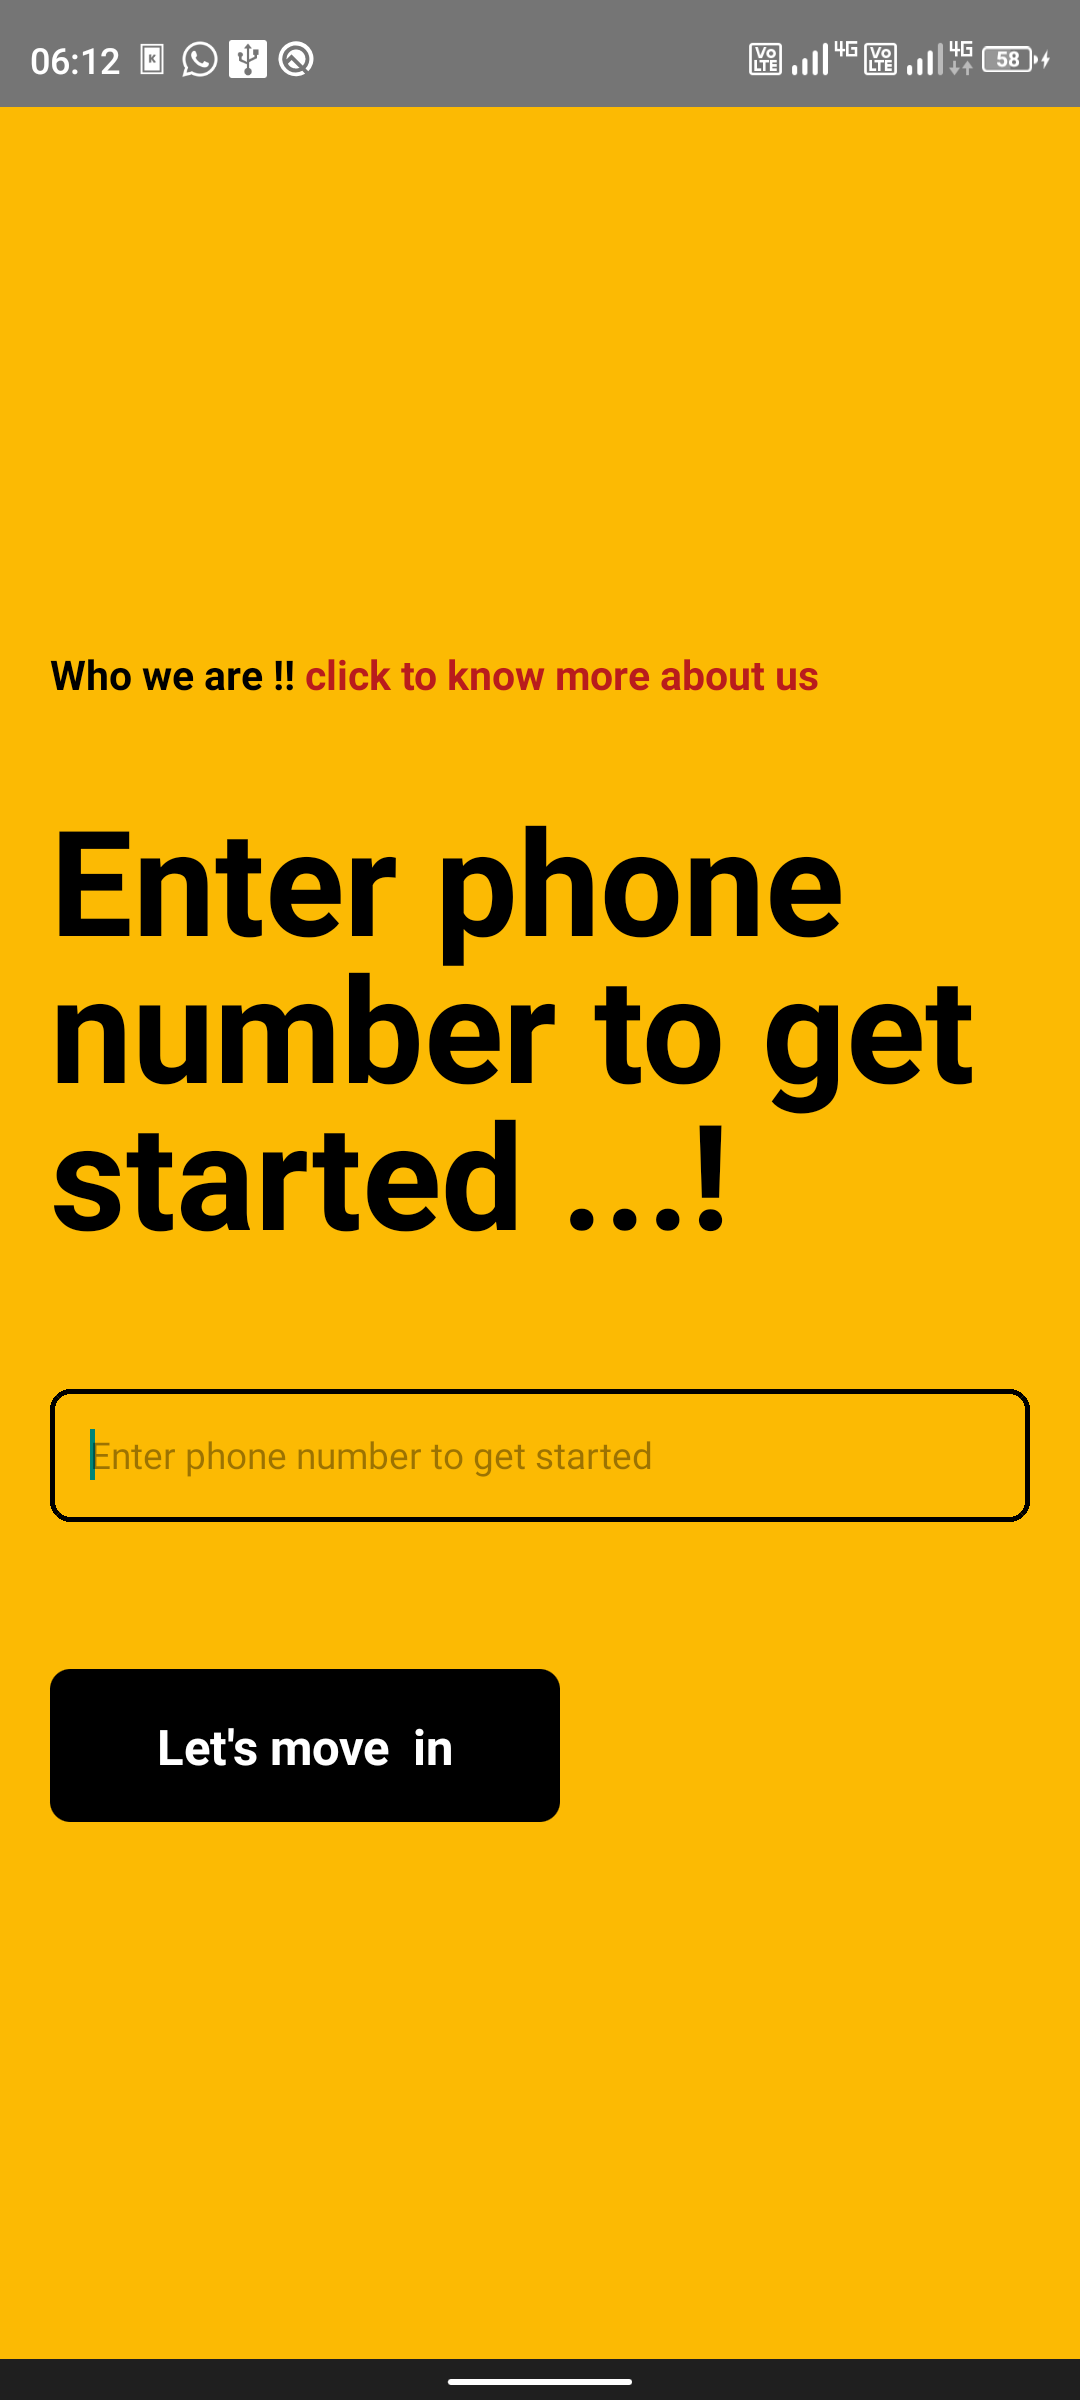 06:12 K Vo LTE 4G Vo LTE 4G 58
Who we are !! click to know more about us
Enter phone
number to get
started ...!
Enter phone number to get started
Let's move  in